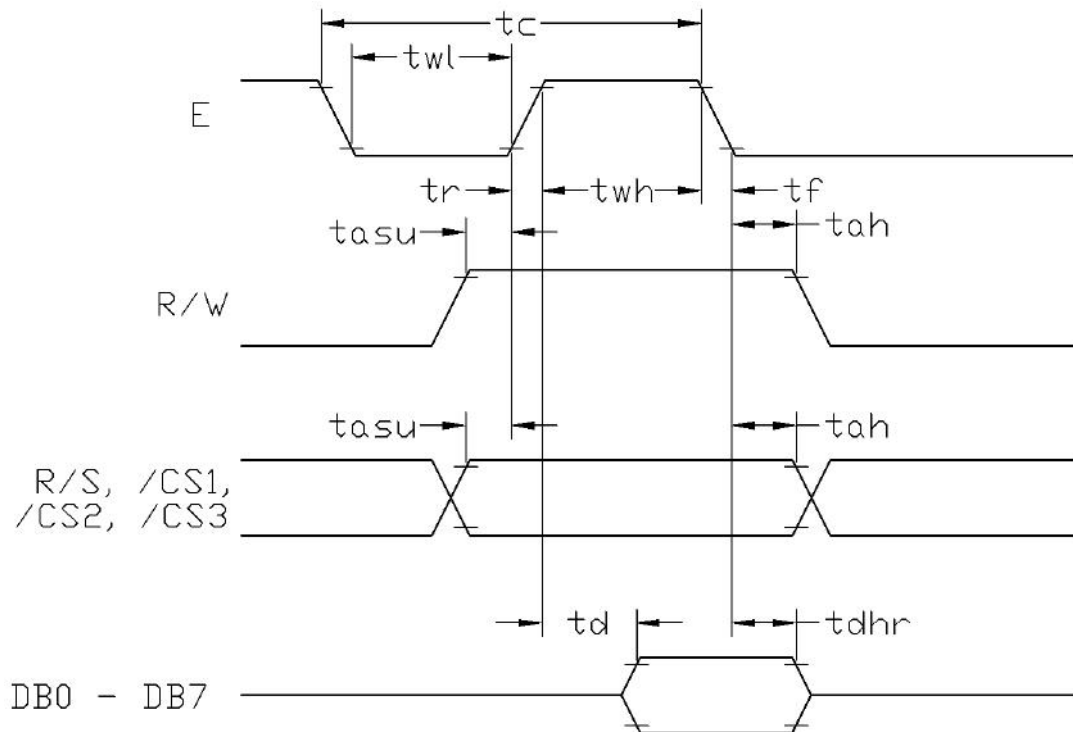 tc
twl
E
tr
twh
tf
tasu
tah
R/W
tasu
tah
R/S, /CS1,
/CS2, /CS3
td
tdhr
DB0 - DB7